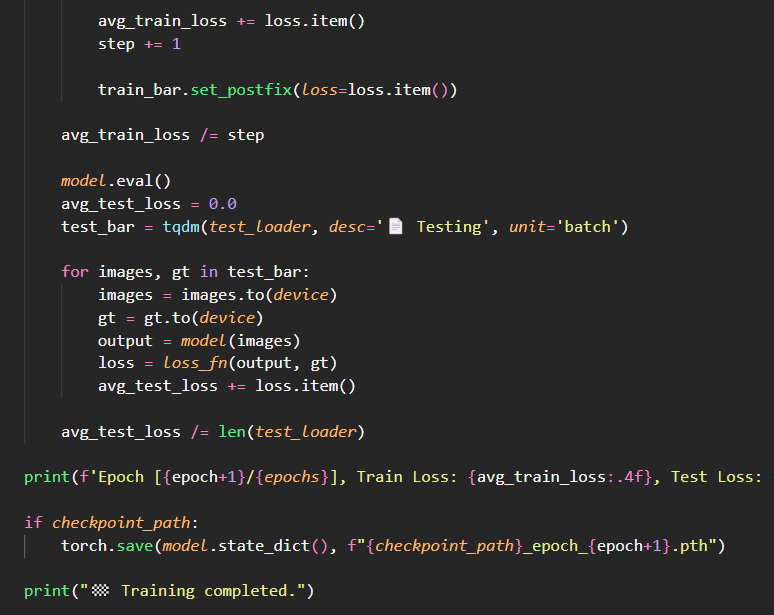 avg_train_loss += loss.item()
step += 1
train_bar.set_postfix(loss=loss.item())
avg_train_loss /= step
model.eval()
avg_test_loss = 0.0
test_bar = tqdm(test_loader, desc='📄 Testing', unit='batch')
for images, gt in test_bar:
images = images.to(device)
gt = gt.to(device)
output = model(images)
loss = loss_fn(output, gt)
avg_test_loss += loss.item()
avg_test_loss /= len(test_loader)
print(f'Epoch [{epoch+1}/{epochs}], Train Loss: {avg_train_loss:.4f}, Test Loss:
if checkpoint_path:
torch.save(model.state_dict(), f"{checkpoint_path}_epoch_{epoch+1}.pth")
print("🏁 Training completed.")